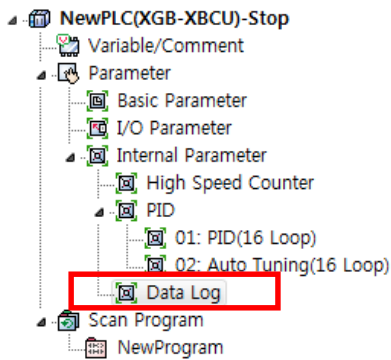 NewPLC(XGB-XBCU)-Stop
Variable/Comment
Parameter
Basic Parameter
I/O Parameter
Internal Parameter
High Speed Counter
PID
01: PID(16 Loop)
02: Auto Tuning(16 Loop)
Data Log
Scan Program
NewProgram